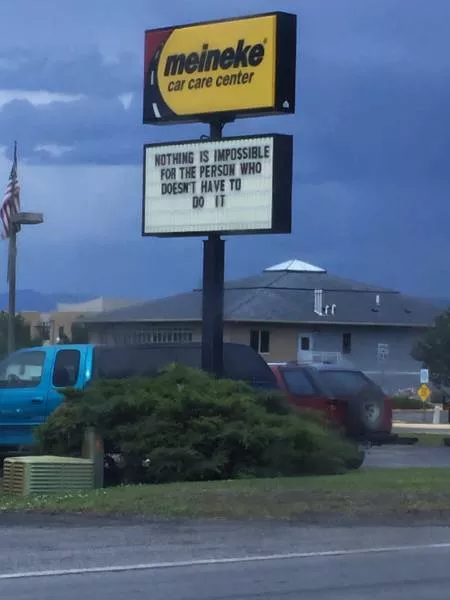 meineke
car care center
NOTHING IS IMPOSSIBLE
FOR THE PERSON WHO
DOESN'T HAVE TO
DO IT